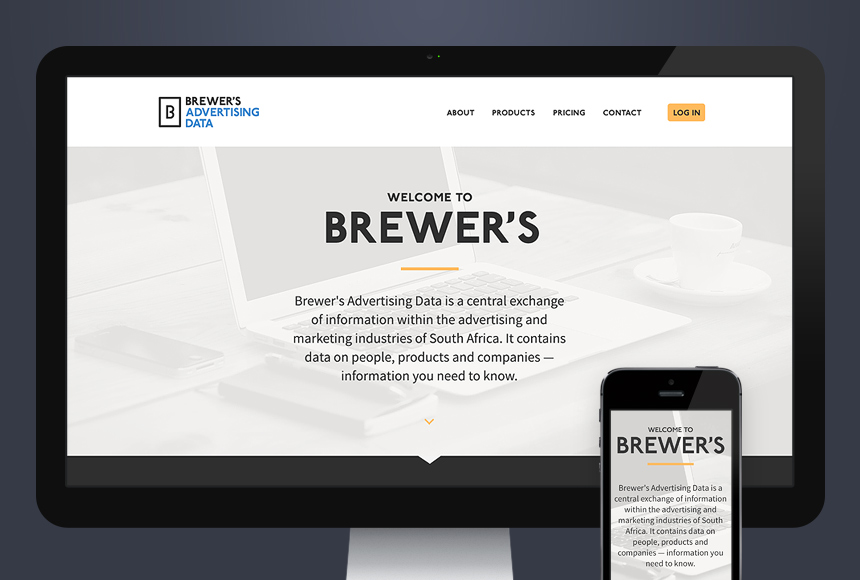 BREWER'S
ADVERTISING
DATA
ABOUT PRODUCTS PRICING CONTACT LOG IN
WELCOME TO
BREWER'S
Brewer's Advertising Data is a central exchange
of information within the advertising and
marketing industries of South Africa. It contains
data on people, products and companies —
information you need to know.
WELCOME TO
BREWER'S
Brewer's Advertising Data is a
central exchange of information
within the advertising and
marketing industries of South
Africa. It contains data on
people, products and
companies — information you
need to know.